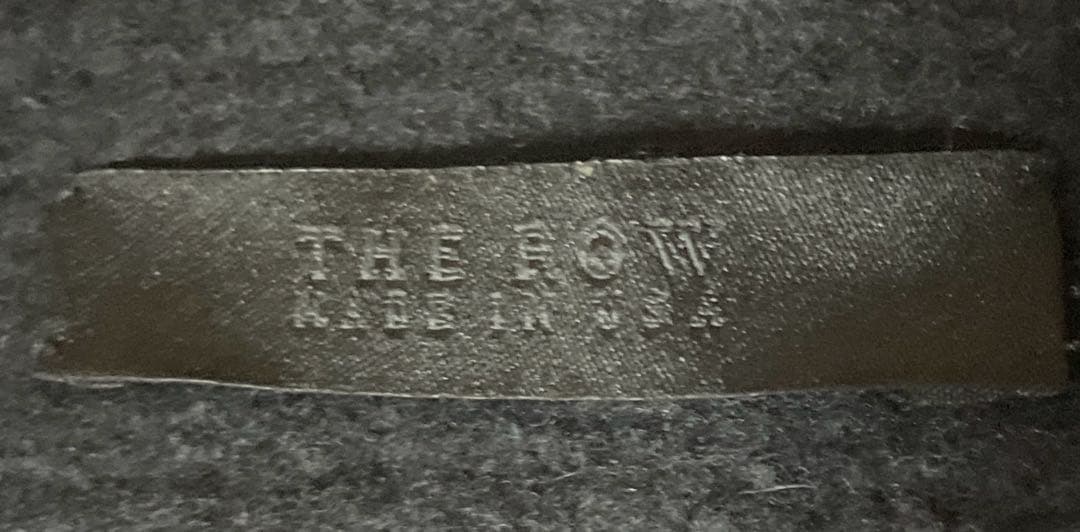 THE ROW
MADE IN USA